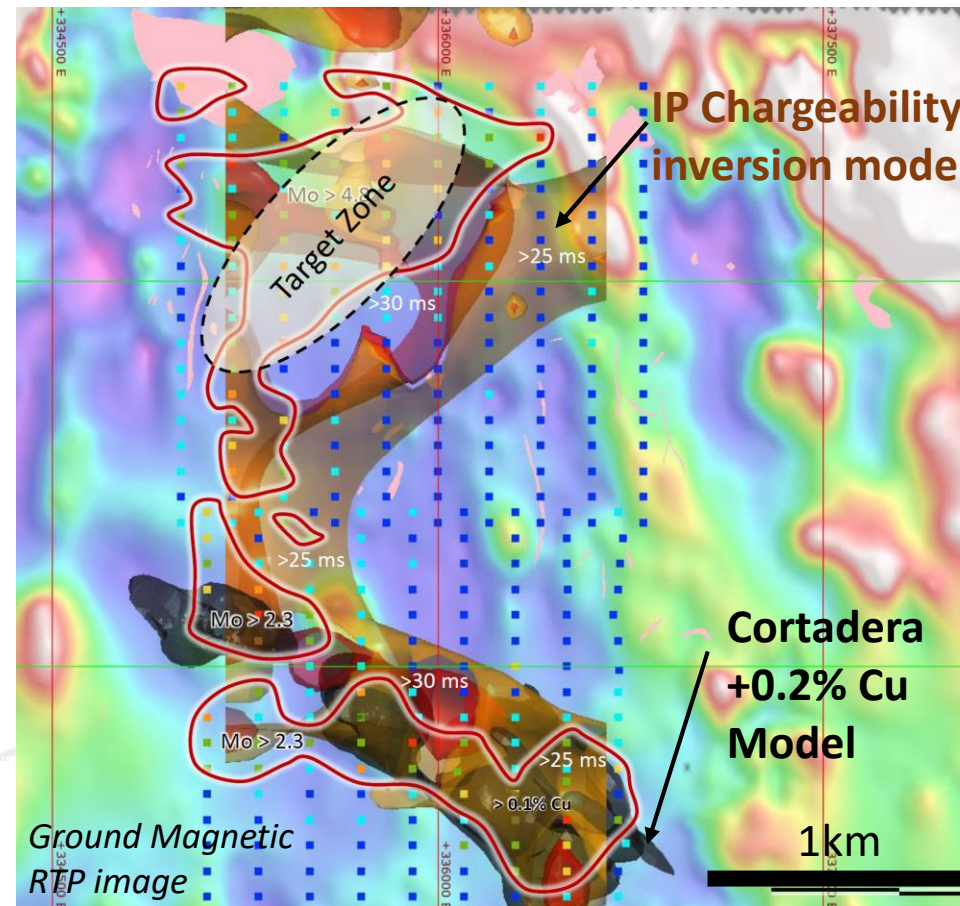 +334500 E
+336000 E
+337500 E
IP Chargeability
inversion mode
Mo > 4.8
Target Zone
>25 ms
>30 ms
>25 ms
Mo > 2.3
Cortadera
+0.2% Cu
Model
>30 ms
Mo > 2.3
>25 ms
> 0.1% Cu
Ground Magnetic
RTP image
1km
+336000 E